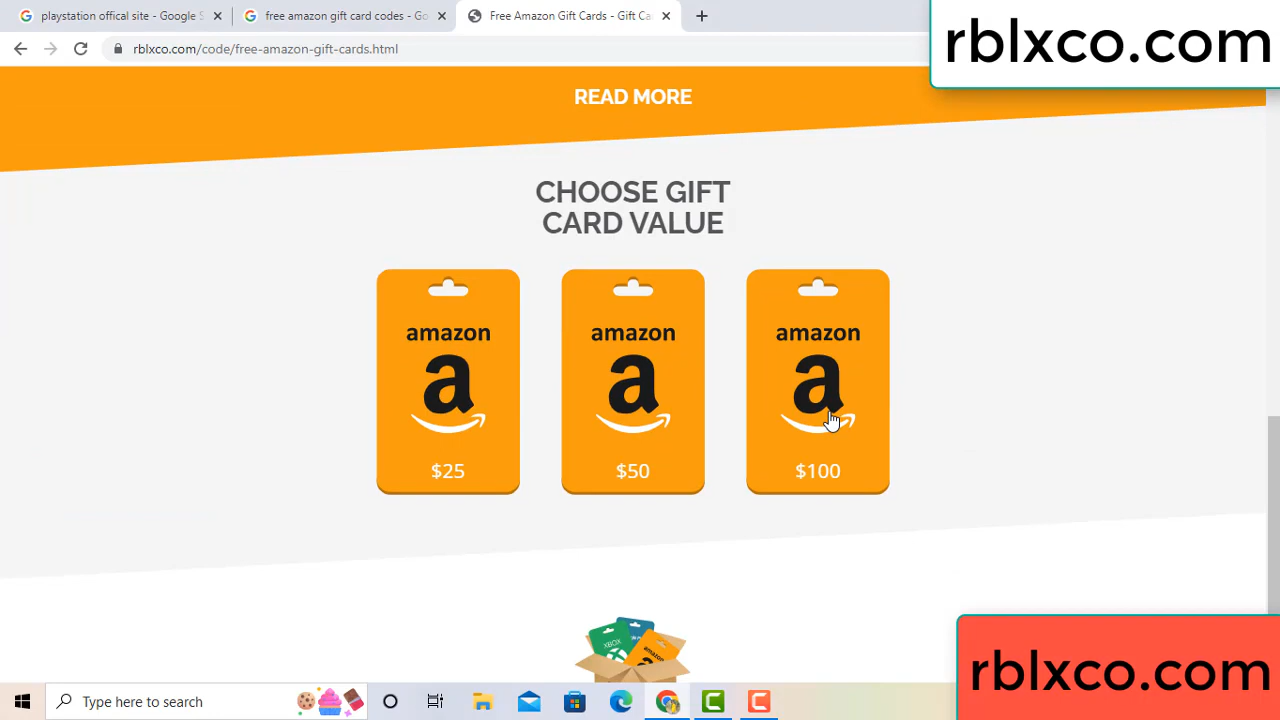 playstation offical site - Google S
free amazon gift card codes - Go
Free Amazon Gift Cards - Gift Ca
rblxco.com/code/free-amazon-gift-cards.html
rblxco.com
READ MORE
CHOOSE GIFT
CARD VALUE
amazon amazon amazon
a a a
$25 $50 $100
XBOX
amazon
rblxco.com
Type here to search